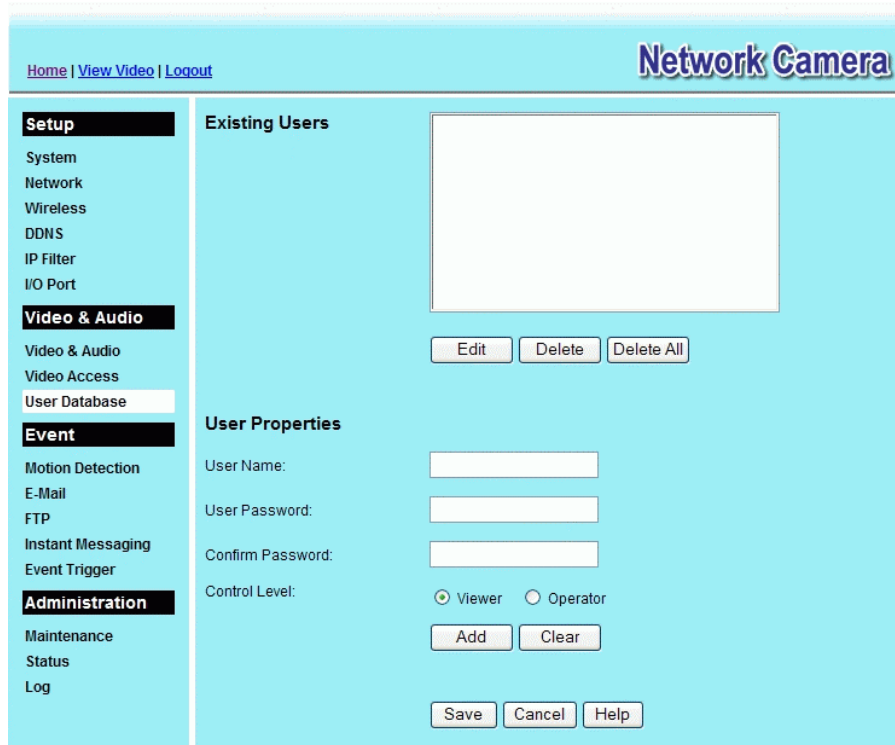 Home | View Video | Logout
Network Camera
Setup
System
Network
Wireless
DDNS
IP Filter
I/O Port
Video & Audio
Video & Audio
Video Access
User Database
Event
Motion Detection
E-Mail
FTP
Instant Messaging
Event Trigger
Administration
Maintenance
Status
Log
Existing Users
Edit Delete Delete All
User Properties
User Name:
User Password:
Confirm Password:
Control Level: Viewer Operator
Add Clear
Save Cancel Help